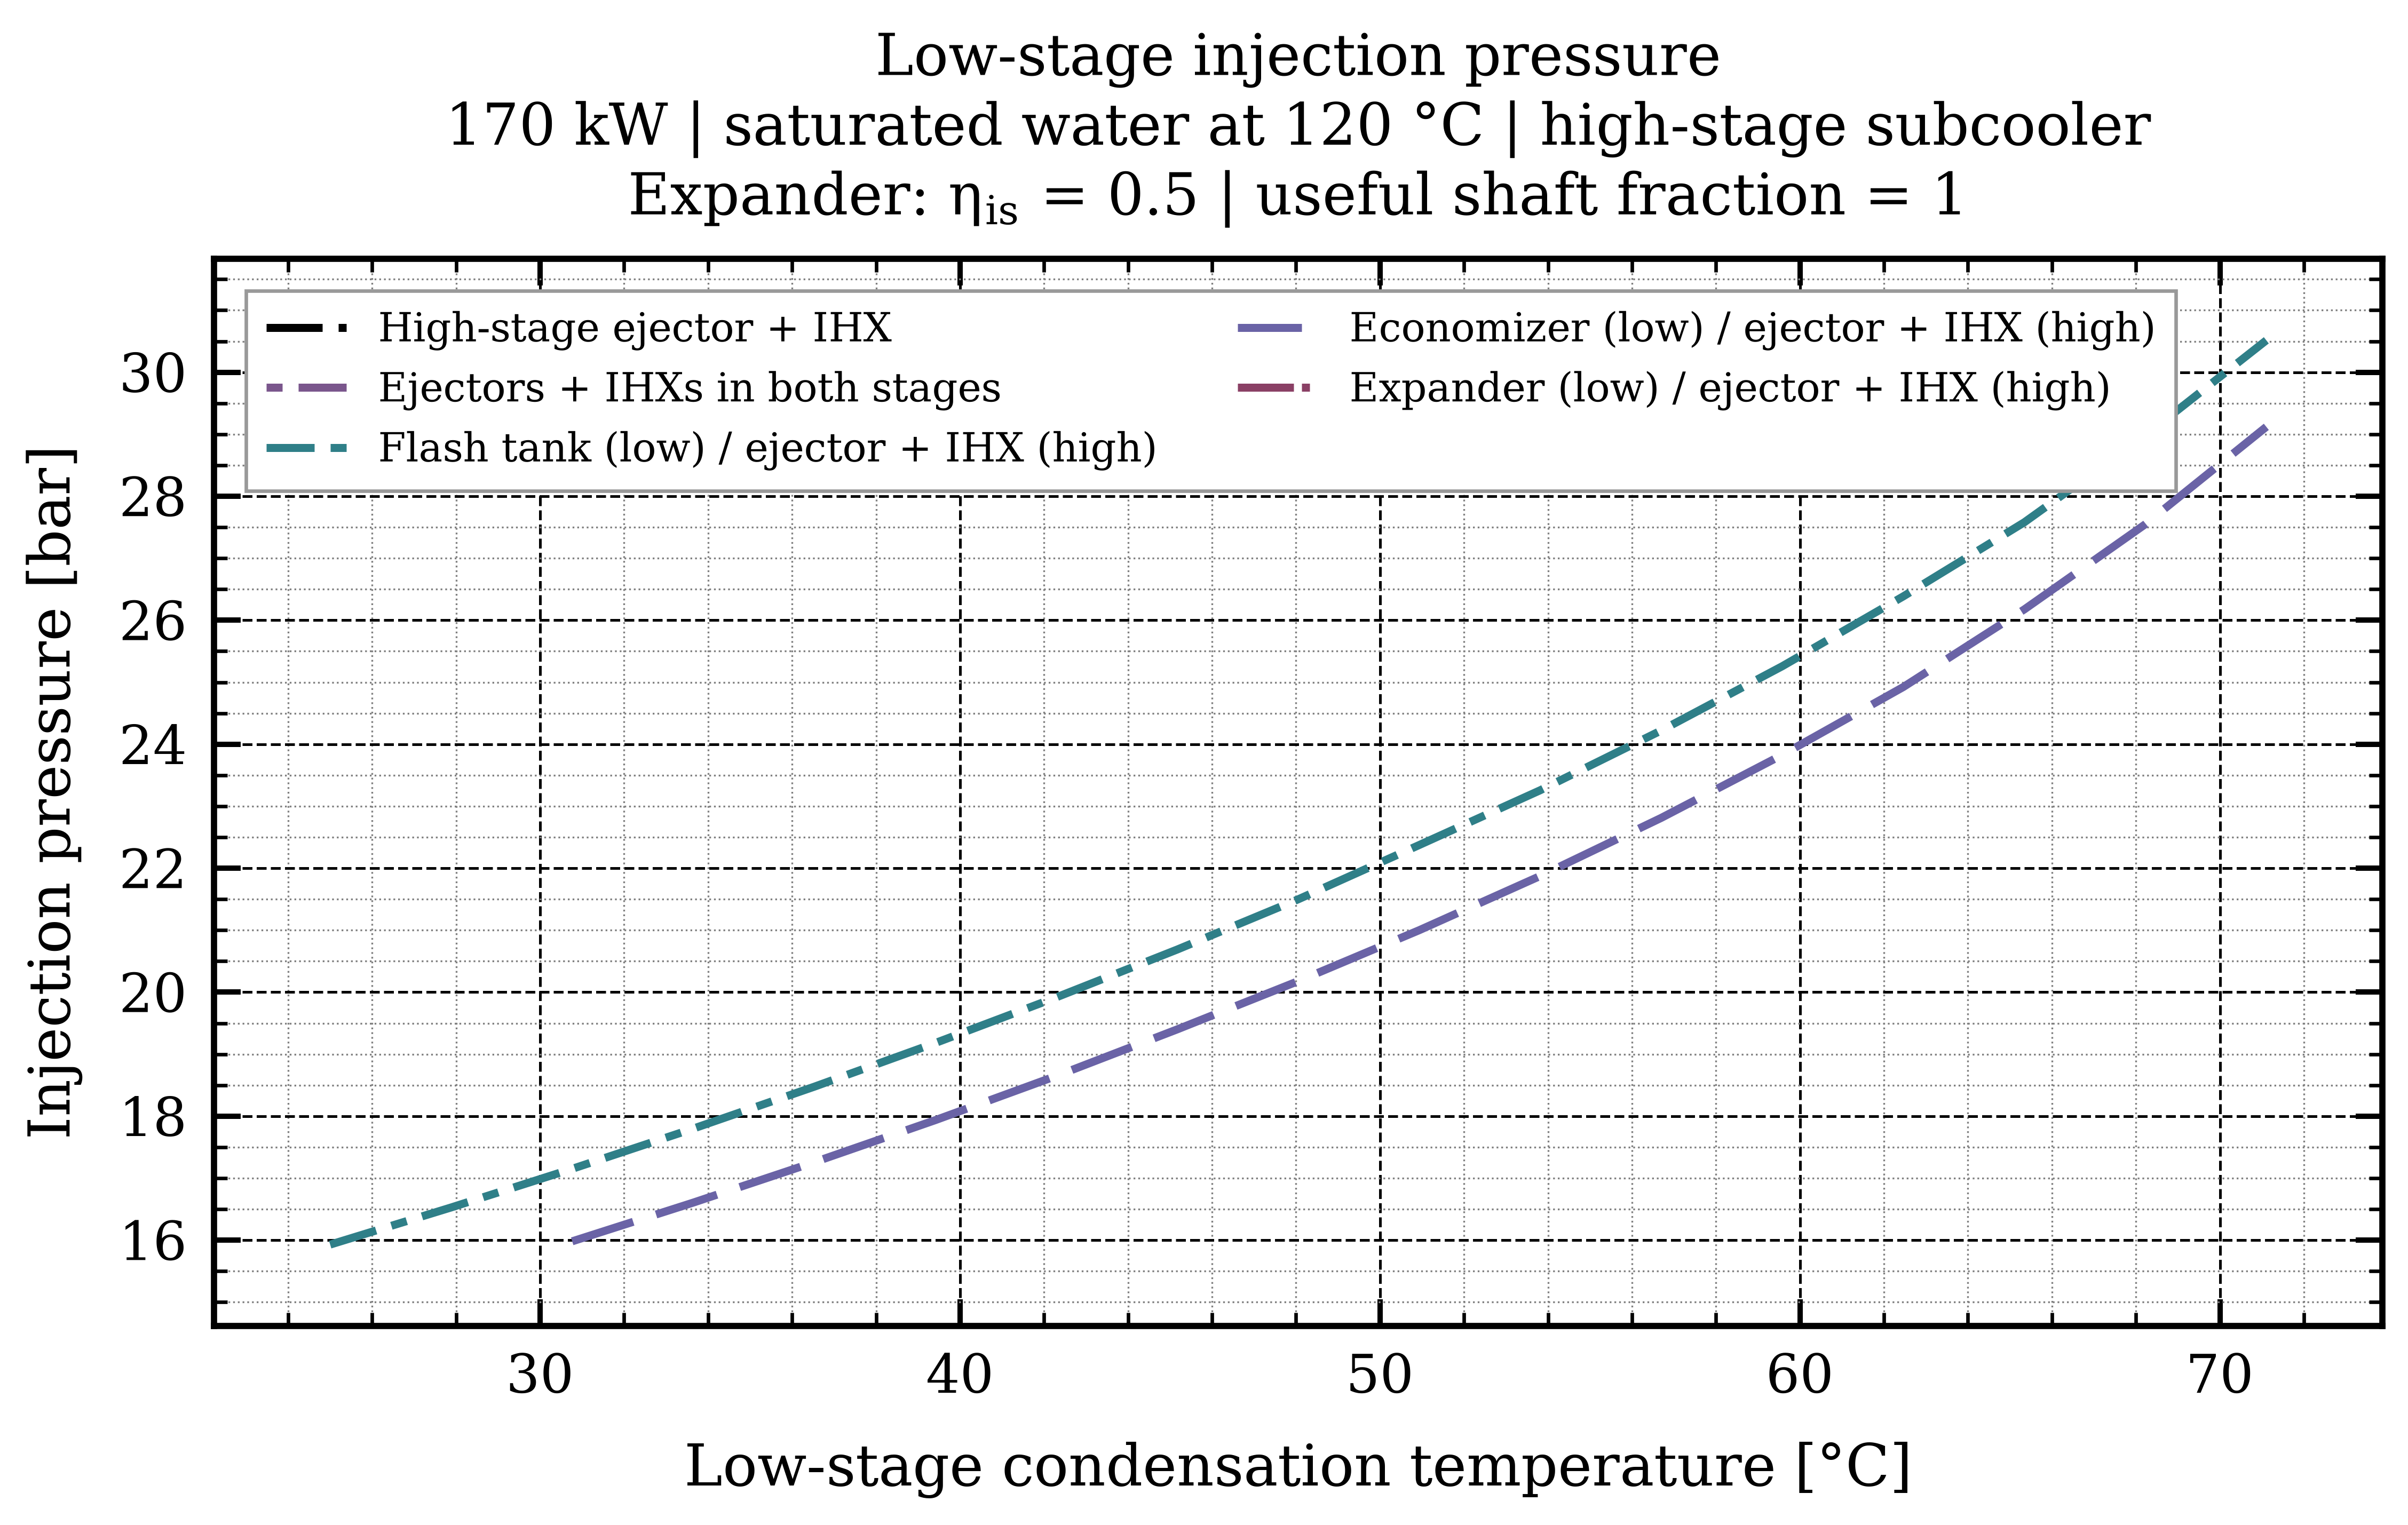 Low-stage injection pressure
170 kW | saturated water at 120 °C | high-stage subcooler
Expander: ηis = 0.5 | useful shaft fraction = 1
High-stage ejector + IHX
Ejectors + IHXs in both stages
Flash tank (low) / ejector + IHX (high)
Economizer (low) / ejector + IHX (high)
Expander (low) / ejector + IHX (high)
Injection pressure [bar]
30
28
26
24
22
20
18
16
30 40 50 60 70
Low-stage condensation temperature [°C]